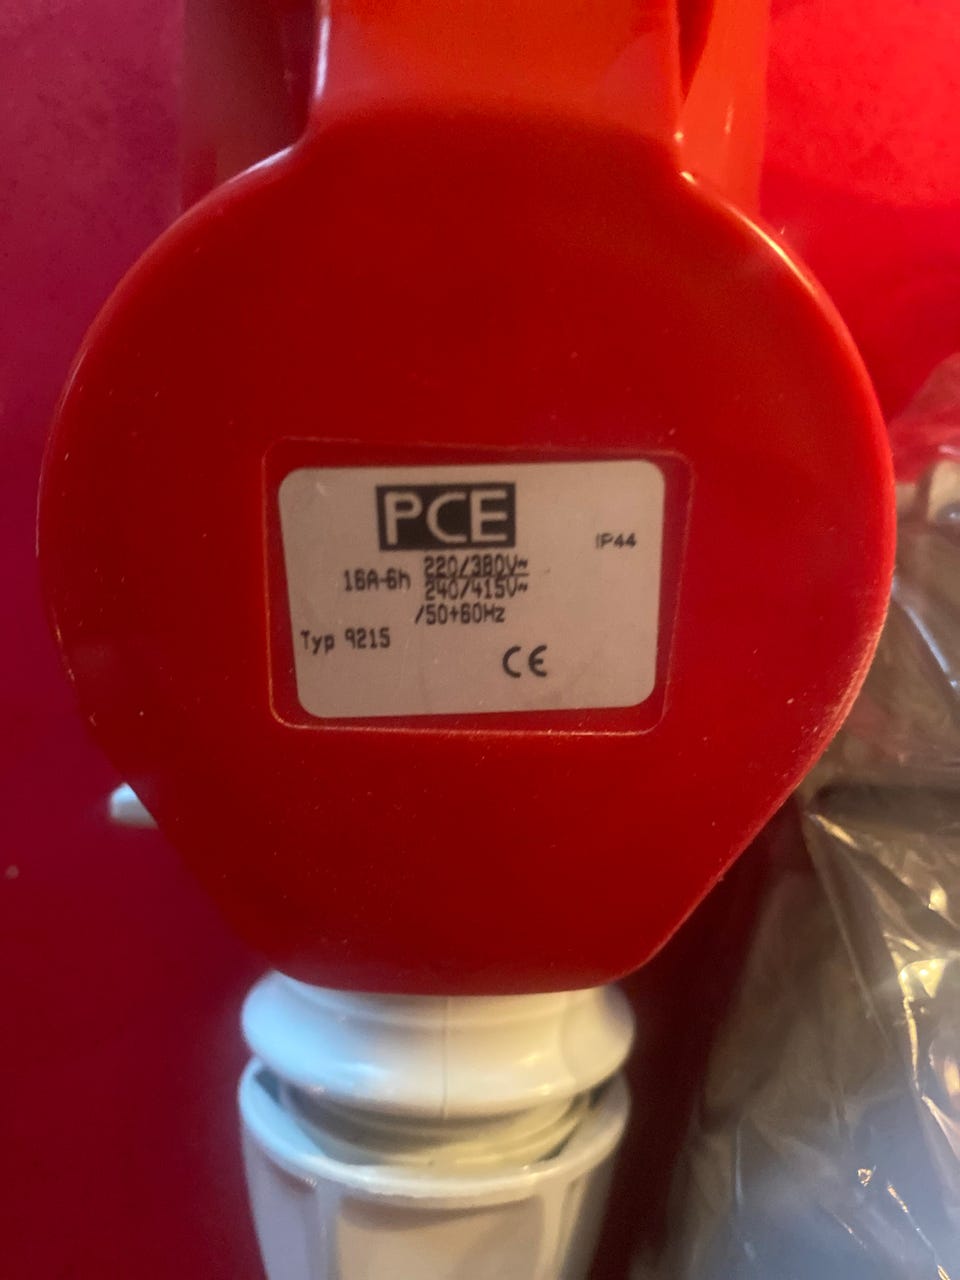 PCE
IP44
16A-6h 220/380V~
240/415V~
/50+60Hz
Typ 9215
CE